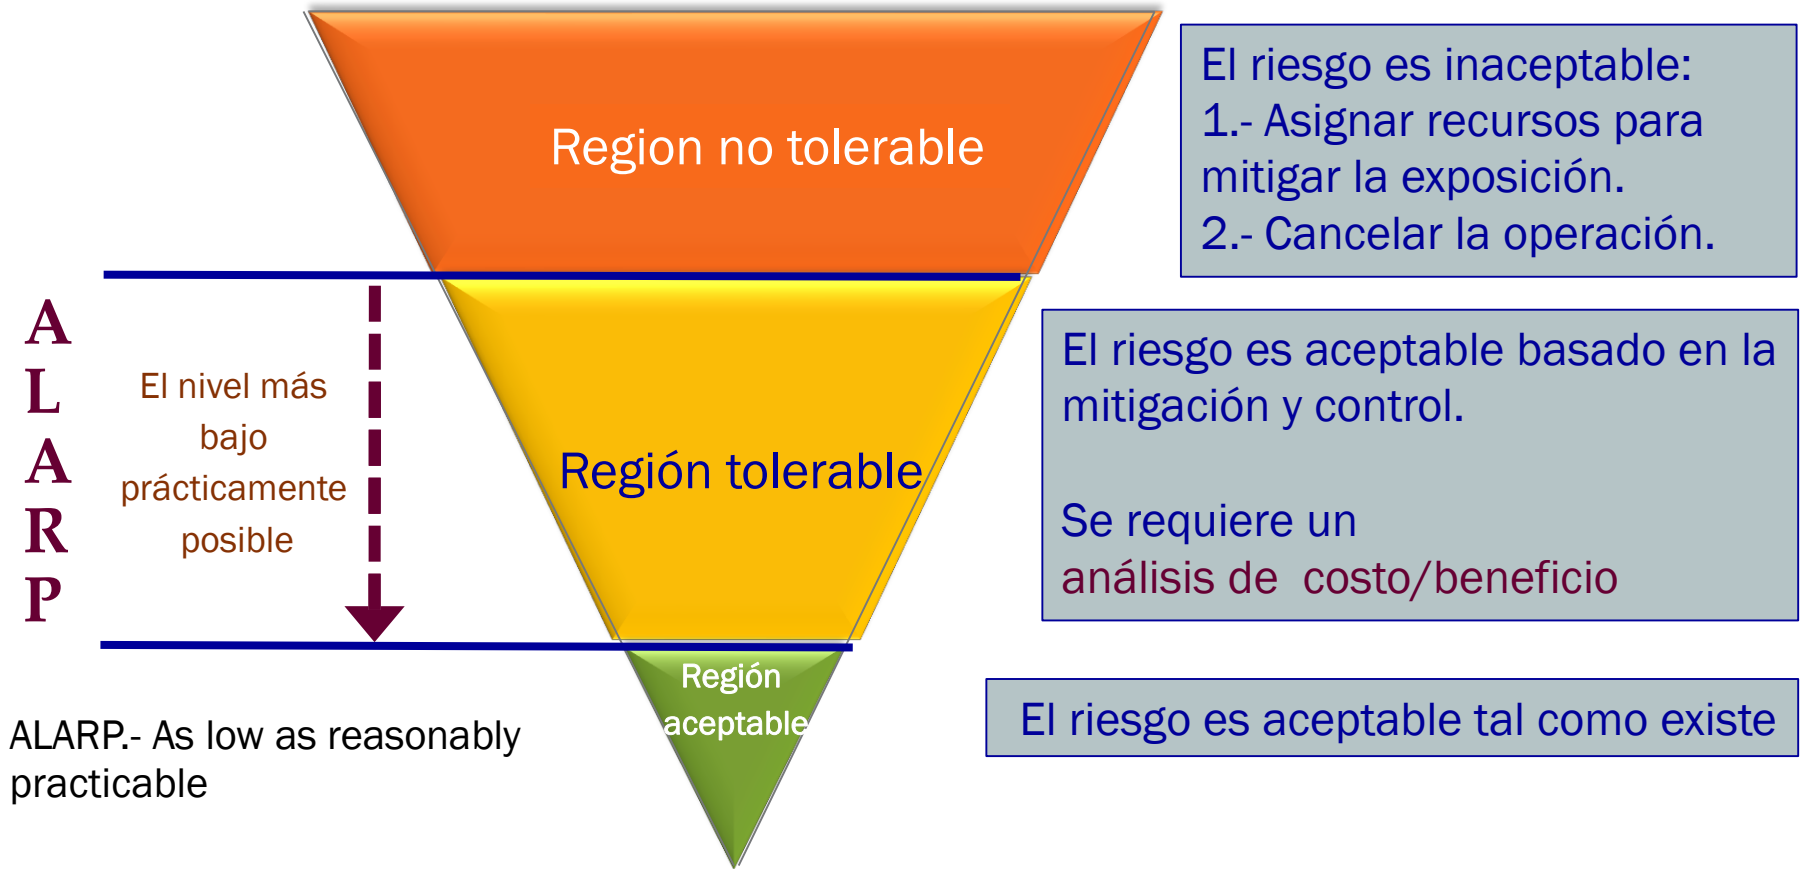 Region no tolerable
El riesgo es inaceptable:
1.- Asignar recursos para
mitigar la exposición.
2.- Cancelar la operación.
A
L
A
R
P
El nivel más
bajo
prácticamente
posible
Región tolerable
El riesgo es aceptable basado en la
mitigación y control.
Se requiere un
análisis de costo/beneficio
Región
aceptable
El riesgo es aceptable tal como existe
ALARP.- As low as reasonably
practicable